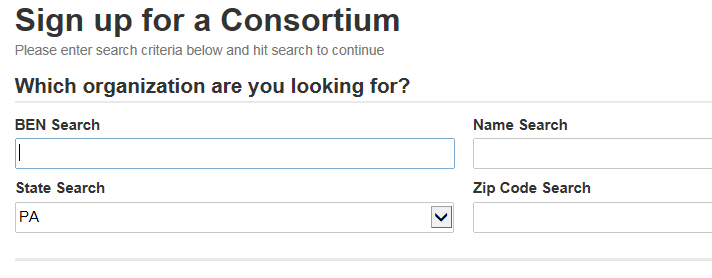 Sign up for a Consortium
Please enter search criteria below and hit search to continue
Which organization are you looking for?
BEN Search
Name Search
State Search
Zip Code Search
PA